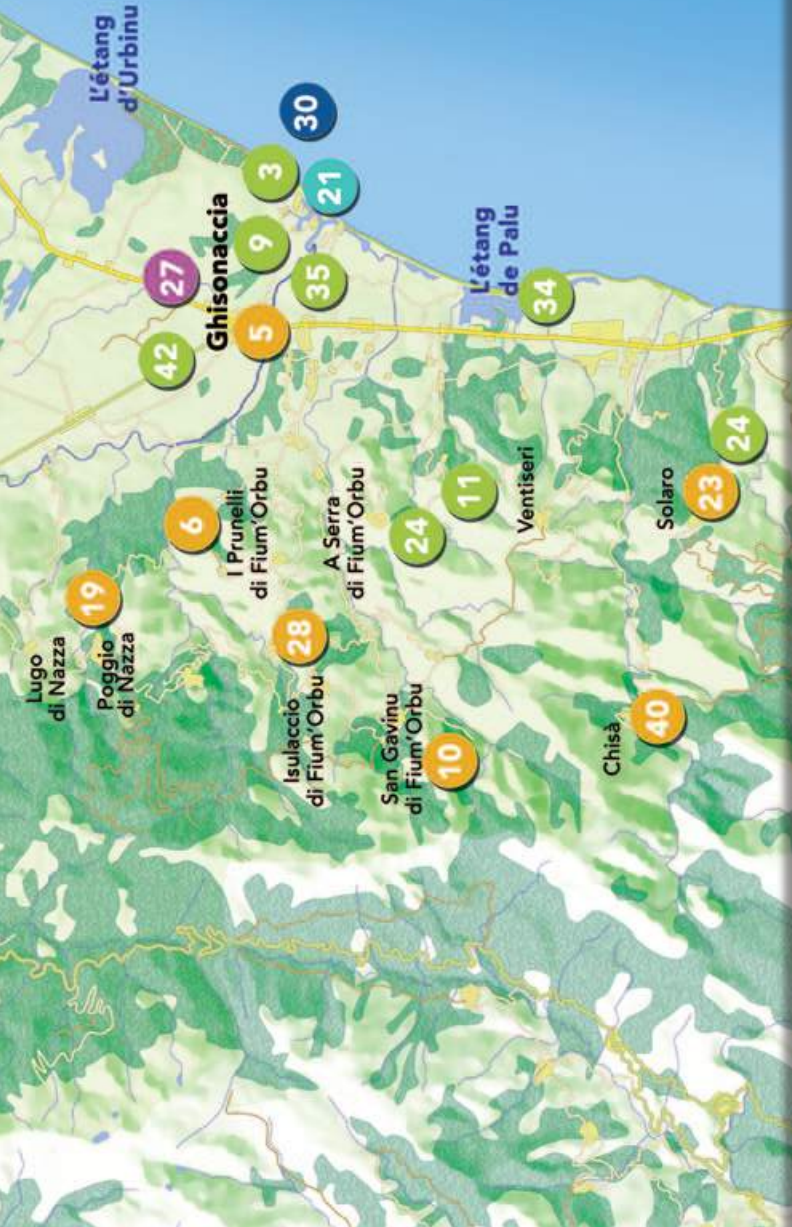 Lugo
di Nazza
19
Poggio
di Nazza
L'étang
d'Urbinu
42
27
6
Ghisonaccia
I Prunelli
di Fium'Orbu
5
9
3
28
Isulaccio
di Fium'Orbu
30
35
21
A Serra
di Fium'Orbu
San Gavinu
di Fium'Orbu
24
10
11
L'étang
de Palu
Ventiseri
34
Chisà
40
Solaro
23
24